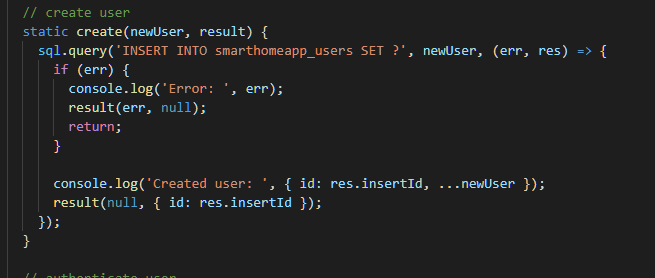 // create user
static create(newUser, result) {
sql.query('INSERT INTO smarthomeapp_users SET ?', newUser, (err, res) => {
if (err) {
console.log('Error: ', err);
result(err, null);
return;
}
console.log('Created user: ', { id: res.insertId, ...newUser });
result(null, { id: res.insertId });
});
}
// authenticate user